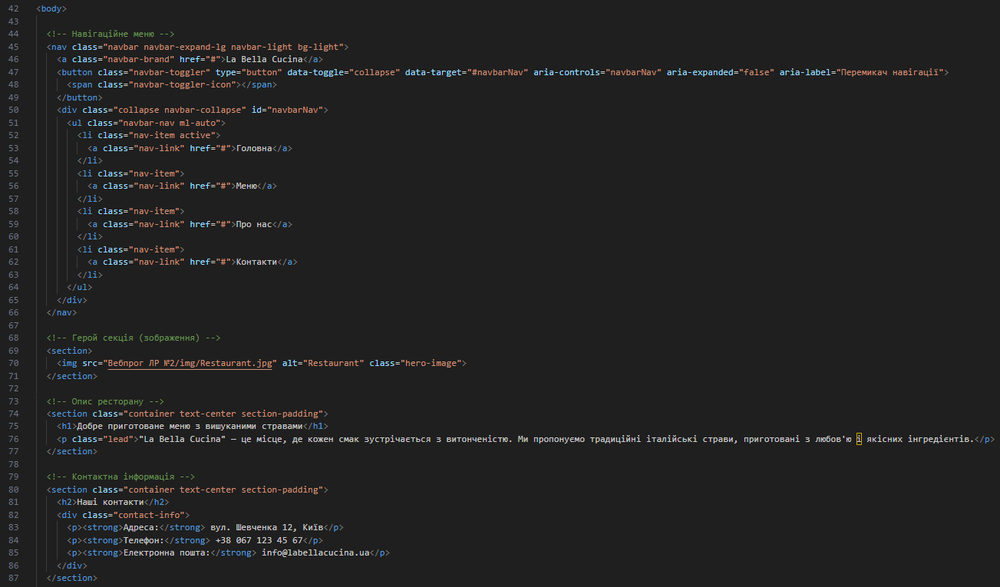 42 <body>
43
44 <!-- Навігаційне меню -->
45 <nav class="navbar navbar-expand-lg navbar-light bg-light">
46 <a class="navbar-brand" href="#">La Bella Cucina</a>
47 <button class="navbar-toggler" type="button" data-toggle="collapse" data-target="#navbarNav" aria-controls="navbarNav" aria-expanded="false" aria-label="Перемикач навігації">
48 <span class="navbar-toggler-icon"></span>
49 </button>
50 <div class="collapse navbar-collapse" id="navbarNav">
51 <ul class="navbar-nav ml-auto">
52 <li class="nav-item active">
53 <a class="nav-link" href="#">Головна</a>
54 </li>
55 <li class="nav-item">
56 <a class="nav-link" href="#">Меню</a>
57 </li>
58 <li class="nav-item">
59 <a class="nav-link" href="#">Про нас</a>
60 </li>
61 <li class="nav-item">
62 <a class="nav-link" href="#">Контакти</a>
63 </li>
64 </ul>
65 </div>
66 </nav>
67
68 <!-- Герой секція (зображення) -->
69 <section>
70 <img src="Вебпрог ЛР №2/img/Restaurant.jpg" alt="Restaurant" class="hero-image">
71 </section>
72
73 <!-- Опис ресторану -->
74 <section class="container text-center section-padding">
75 <h1>Добре приготоване меню з вишуканими стравами</h1>
76 <p class="lead">"La Bella Cucina" — це місце, де кожен смак зустрічається з витонченістю. Ми пропонуємо традиційні італійські страви, приготовані з любов'ю і якісних інгредієнтів.</p>
77 </section>
78
79 <!-- Контактна інформація -->
80 <section class="container text-center section-padding">
81 <h2>Наші контакти</h2>
82 <div class="contact-info">
83 <p><strong>Адреса:</strong> вул. Шевченка 12, Київ</p>
84 <p><strong>Телефон:</strong> +38 067 123 45 67</p>
85 <p><strong>Електронна пошта:</strong> info@labellacucina.ua</p>
86 </div>
87 </section>